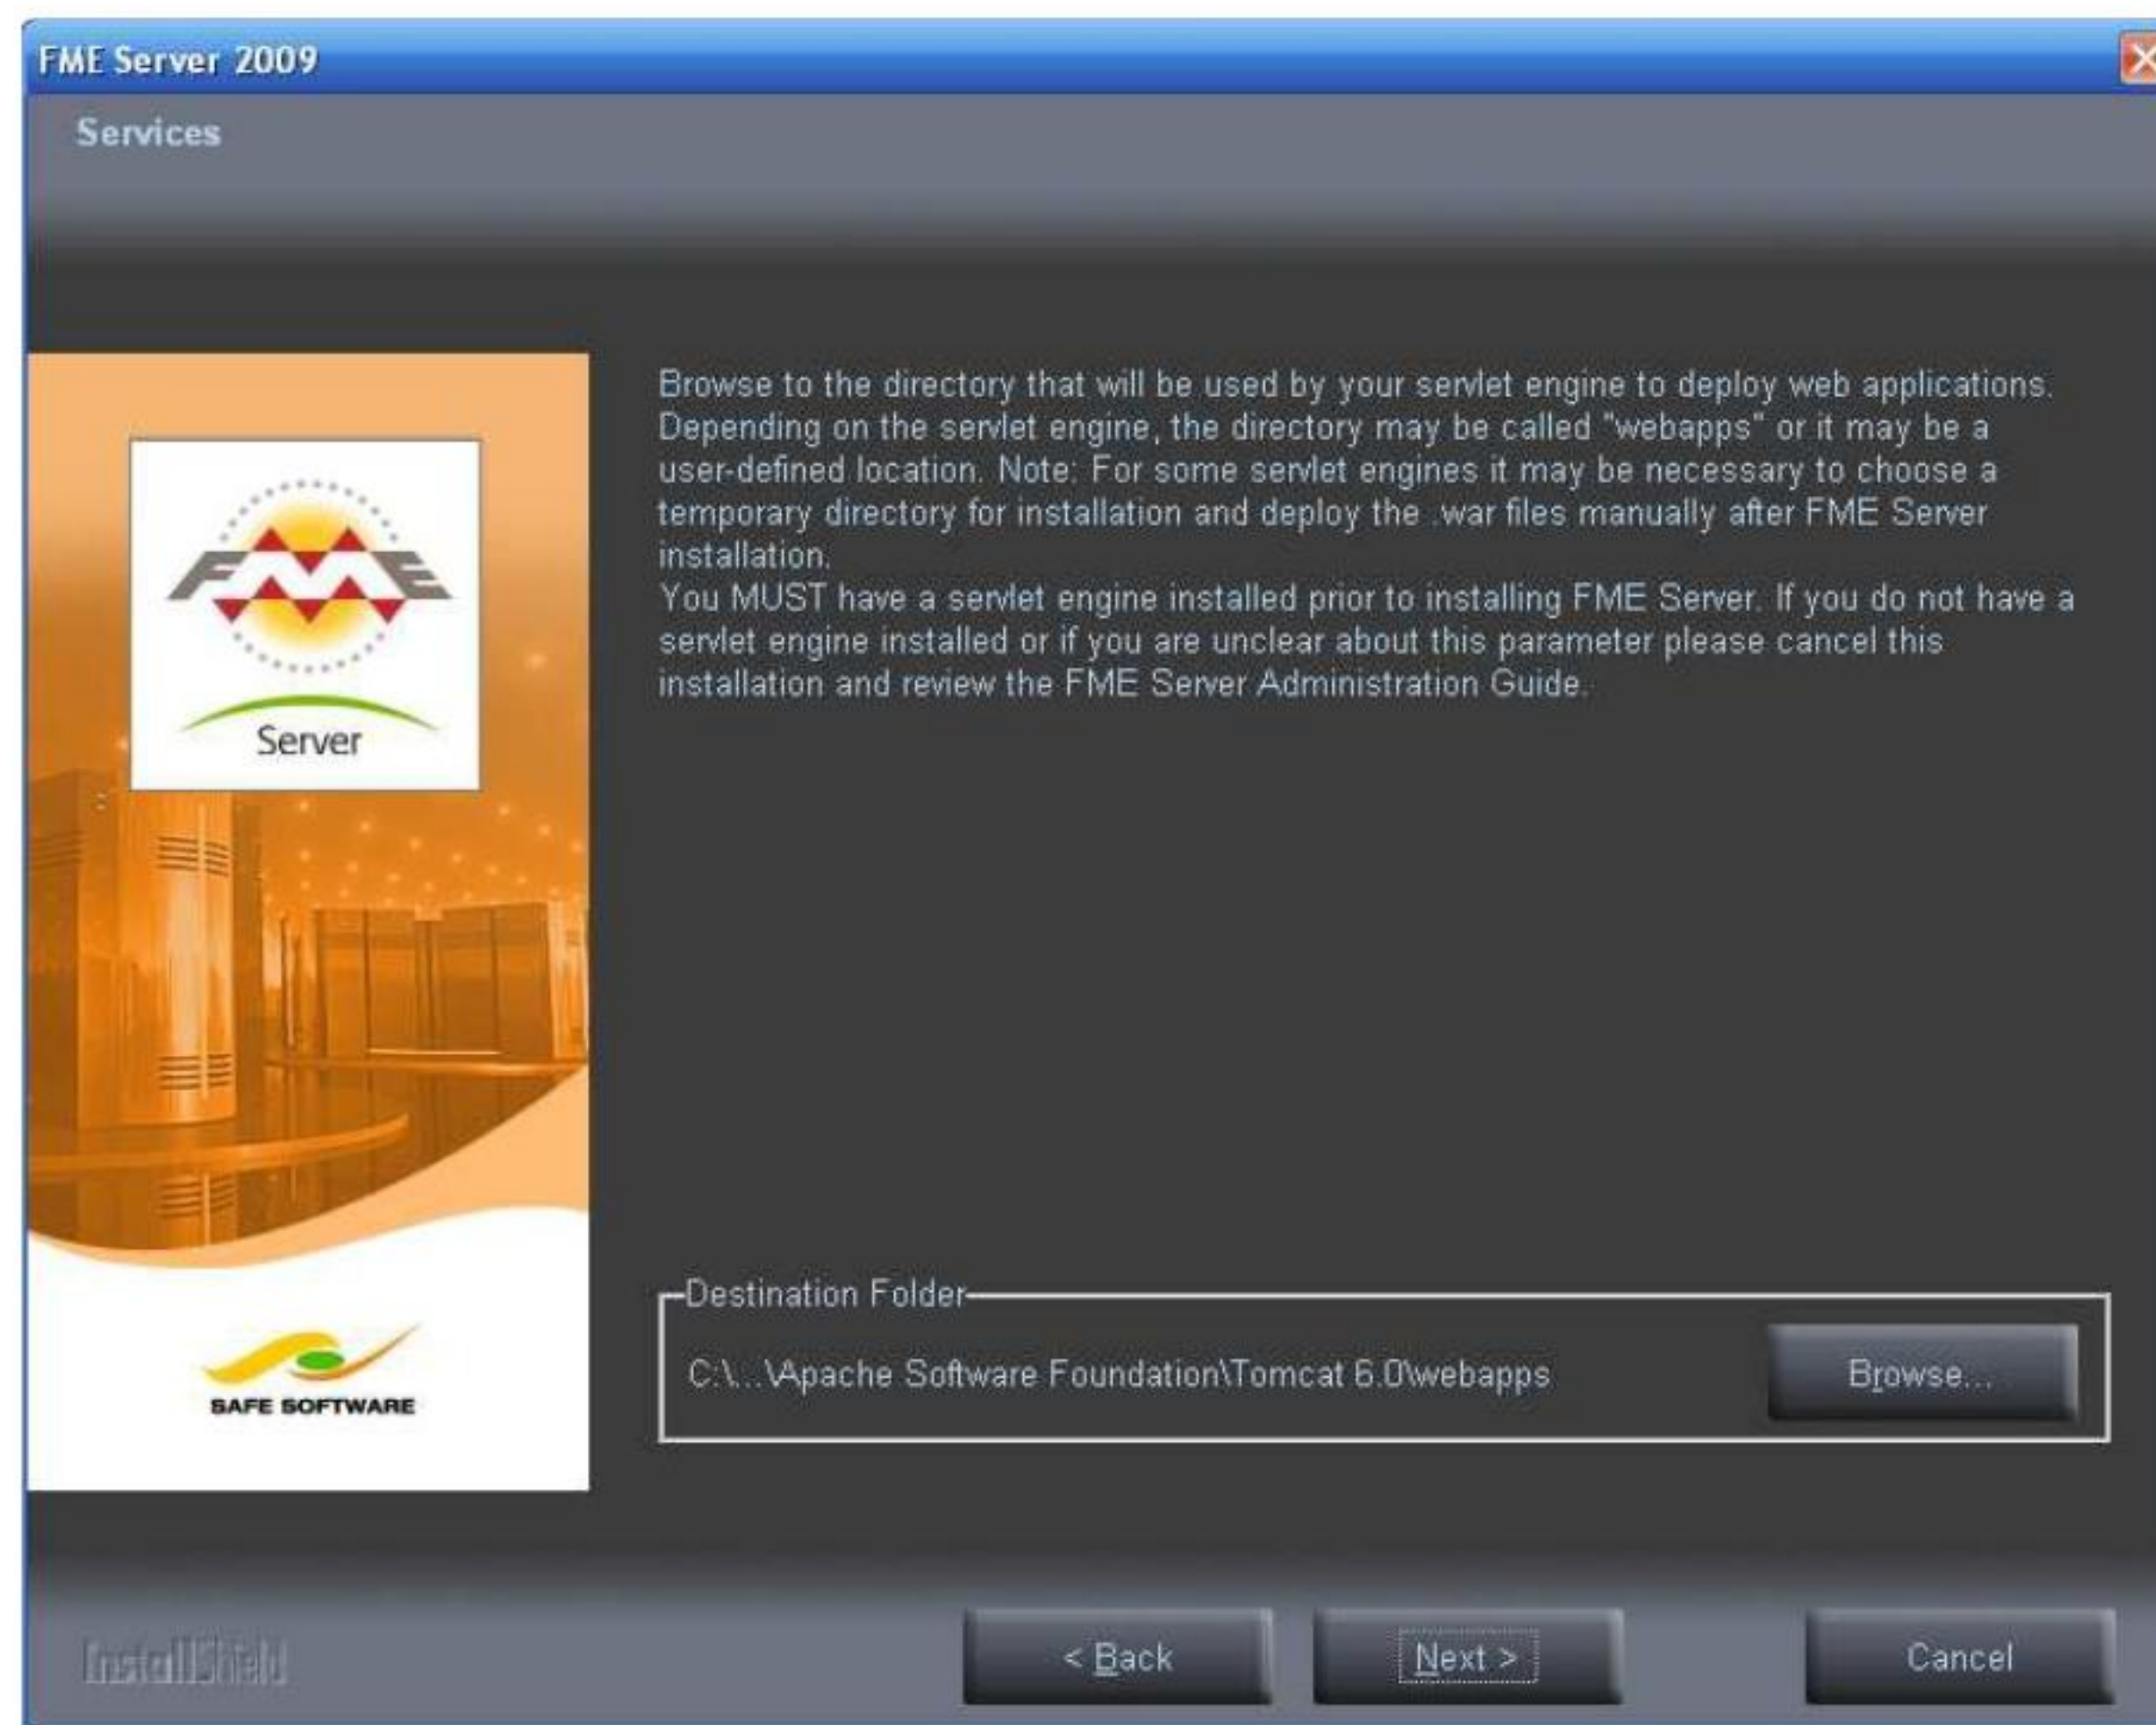 FME Server 2009
Services
Browse to the directory that will be used by your servlet engine to deploy web applications.
Depending on the servlet engine, the directory may be called "webapps" or it may be a
user-defined location. Note: For some servlet engines it may be necessary to choose a
temporary directory for installation and deploy the .war files manually after FME Server
installation.
You MUST have a servlet engine installed prior to installing FME Server. If you do not have a
servlet engine installed or if you are unclear about this parameter please cancel this
installation and review the FME Server Administration Guide.
FME
Server
SAFE SOFTWARE
Destination Folder
C:\...\Apache Software Foundation\Tomcat 6.0\webapps
Browse...
InstallShield
< Back
Next >
Cancel